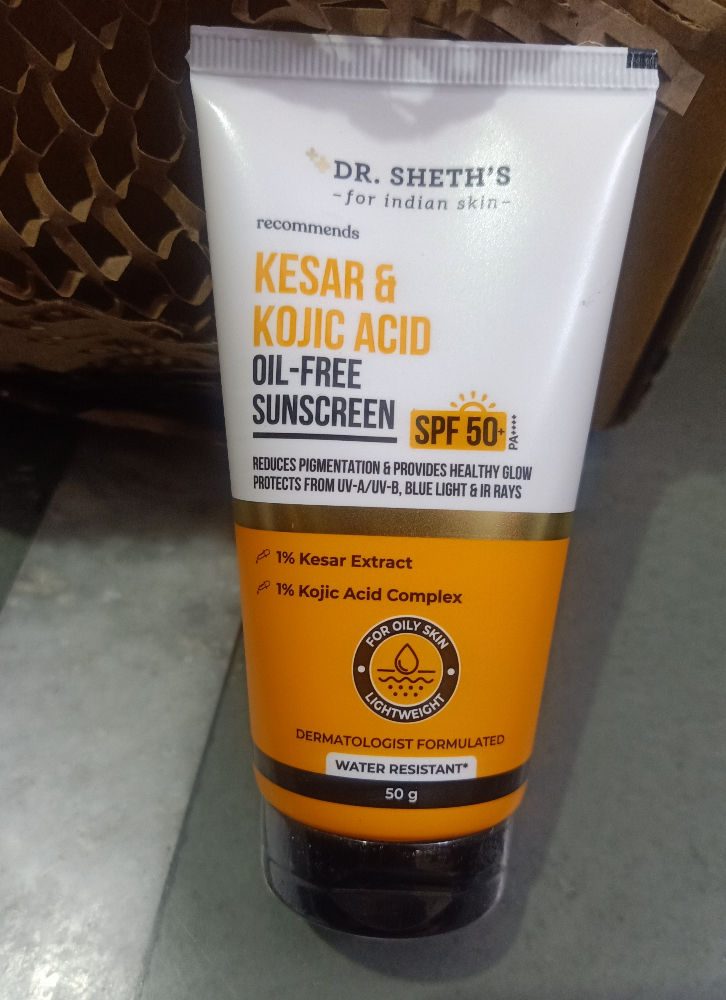 DR. SHETH'S
-for indian skin-
recommends
KESAR &
KOJIC ACID
OIL-FREE
SUNSCREEN
SPF 50+
PA++++
REDUCES PIGMENTATION & PROVIDES HEALTHY GLOW
PROTECTS FROM UV-A/UV-B, BLUE LIGHT & IR RAYS
1% Kesar Extract
1% Kojic Acid Complex
FOR OILY SKIN
LIGHTWEIGHT
DERMATOLOGIST FORMULATED
WATER RESISTANT*
50 g